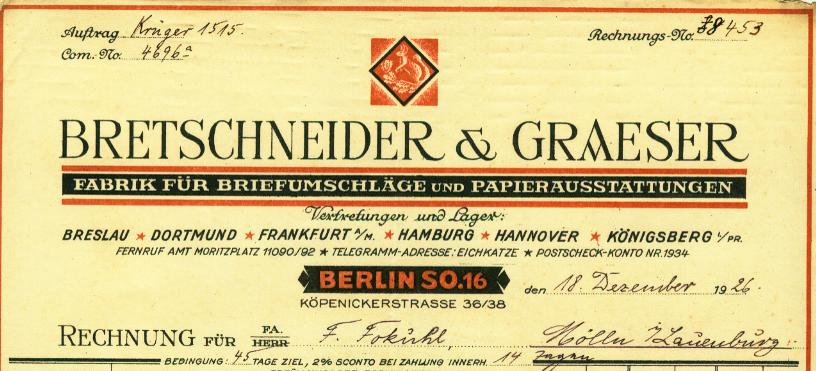 Auftrag Krüger 1515.
Rechnungs-No. 78453
Com.-No. 4696a
BRETSCHNEIDER & GRAESER
FABRIK FÜR BRIEFUMSCHLÄGE UND PAPIERAUSSTATTUNGEN
Vertretungen und Lager:
BRESLAU ★ DORTMUND ★ FRANKFURT A/M. ★ HAMBURG ★ HANNOVER ★ KÖNIGSBERG I/PR.
FERNRUF AMT MORITZPLATZ 11090/92 ★ TELEGRAMM-ADRESSE: EICHKATZE ★ POSTSCHECK-KONTO NR. 1934
BERLIN SO.16
den 18. Dezember 1926.
KÖPENICKERSTRASSE 36/38
RECHNUNG FÜR FA. HERR F. Fokuhl, Mölln i/Lauenburg.
BEDINGUNG: 45 TAGE ZIEL, 2% SCONTO BEI ZAHLUNG INNERH. 14 Tagen